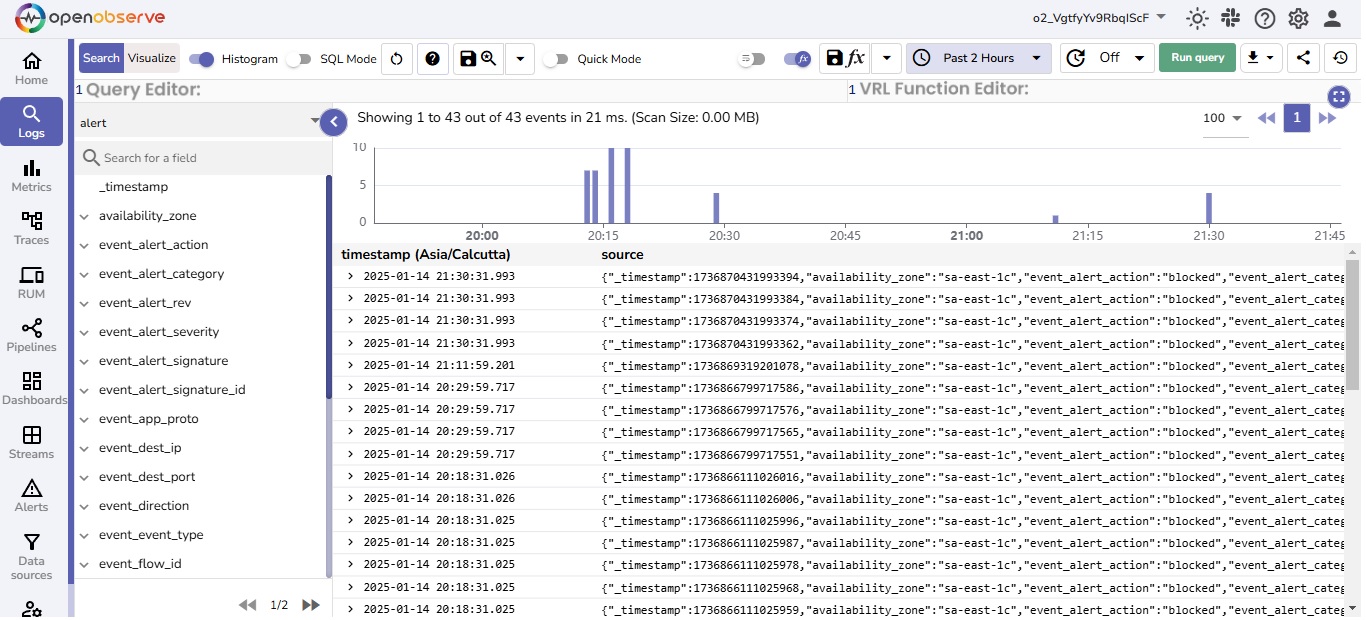 openobserve
o2_VgtfyYv9RbqIScF
Home
Logs
Metrics
Traces
RUM
Pipelines
Dashboards
Streams
Alerts
Data
sources
Search Visualize Histogram SQL Mode Quick Mode fx fx Past 2 Hours Off Run query
1 Query Editor:
1 VRL Function Editor:
alert
Search for a field
_timestamp
availability_zone
event_alert_action
event_alert_category
event_alert_rev
event_alert_severity
event_alert_signature
event_alert_signature_id
event_app_proto
event_dest_ip
event_dest_port
event_direction
event_event_type
event_flow_id
1/2
Showing 1 to 43 out of 43 events in 21 ms. (Scan Size: 0.00 MB)
100 1
10
5
0
20:00 20:15 20:30 20:45 21:00 21:15 21:30 21:45
timestamp (Asia/Calcutta) source
2025-01-14 21:30:31.993 {"_timestamp":1736870431993394,"availability_zone":"sa-east-1c","event_alert_action":"blocked","event_alert_categ
2025-01-14 21:30:31.993 {"_timestamp":1736870431993384,"availability_zone":"sa-east-1c","event_alert_action":"blocked","event_alert_categ
2025-01-14 21:30:31.993 {"_timestamp":1736870431993374,"availability_zone":"sa-east-1c","event_alert_action":"blocked","event_alert_categ
2025-01-14 21:30:31.993 {"_timestamp":1736870431993362,"availability_zone":"sa-east-1c","event_alert_action":"blocked","event_alert_categ
2025-01-14 21:11:59.201 {"_timestamp":1736869319201078,"availability_zone":"sa-east-1c","event_alert_action":"blocked","event_alert_categ
2025-01-14 20:29:59.717 {"_timestamp":1736866799717586,"availability_zone":"sa-east-1c","event_alert_action":"blocked","event_alert_categ
2025-01-14 20:29:59.717 {"_timestamp":1736866799717576,"availability_zone":"sa-east-1c","event_alert_action":"blocked","event_alert_categ
2025-01-14 20:29:59.717 {"_timestamp":1736866799717565,"availability_zone":"sa-east-1c","event_alert_action":"blocked","event_alert_categ
2025-01-14 20:29:59.717 {"_timestamp":1736866799717551,"availability_zone":"sa-east-1c","event_alert_action":"blocked","event_alert_categ
2025-01-14 20:18:31.026 {"_timestamp":1736866111026016,"availability_zone":"sa-east-1c","event_alert_action":"blocked","event_alert_categ
2025-01-14 20:18:31.026 {"_timestamp":1736866111026006,"availability_zone":"sa-east-1c","event_alert_action":"blocked","event_alert_categ
2025-01-14 20:18:31.025 {"_timestamp":1736866111025996,"availability_zone":"sa-east-1c","event_alert_action":"blocked","event_alert_categ
2025-01-14 20:18:31.025 {"_timestamp":1736866111025987,"availability_zone":"sa-east-1c","event_alert_action":"blocked","event_alert_categ
2025-01-14 20:18:31.025 {"_timestamp":1736866111025978,"availability_zone":"sa-east-1c","event_alert_action":"blocked","event_alert_categ
2025-01-14 20:18:31.025 {"_timestamp":1736866111025968,"availability_zone":"sa-east-1c","event_alert_action":"blocked","event_alert_categ
2025-01-14 20:18:31.025 {"_timestamp":1736866111025959,"availability_zone":"sa-east-1c","event_alert_action":"blocked","event_alert_categ